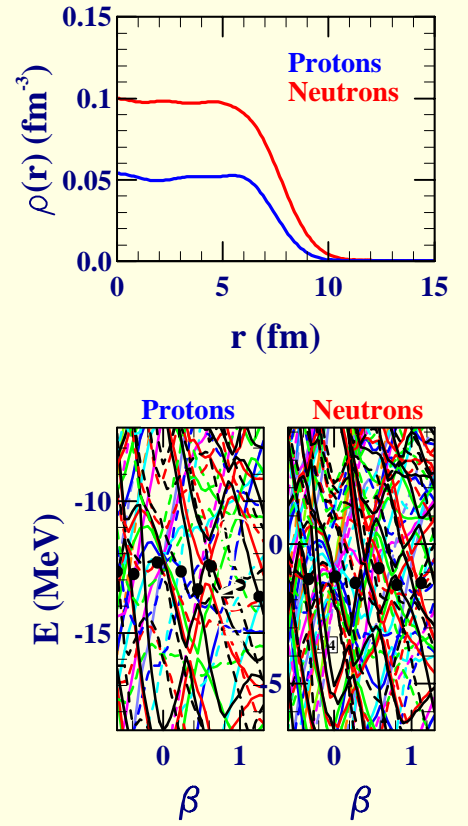 0.15
0.1
0.05
0.0
ρ(r) (fm⁻³)
Protons
Neutrons
0 5 10 15
r (fm)
Protons Neutrons
E (MeV)
-10
-15
0
-5
0 1 0 1
β β